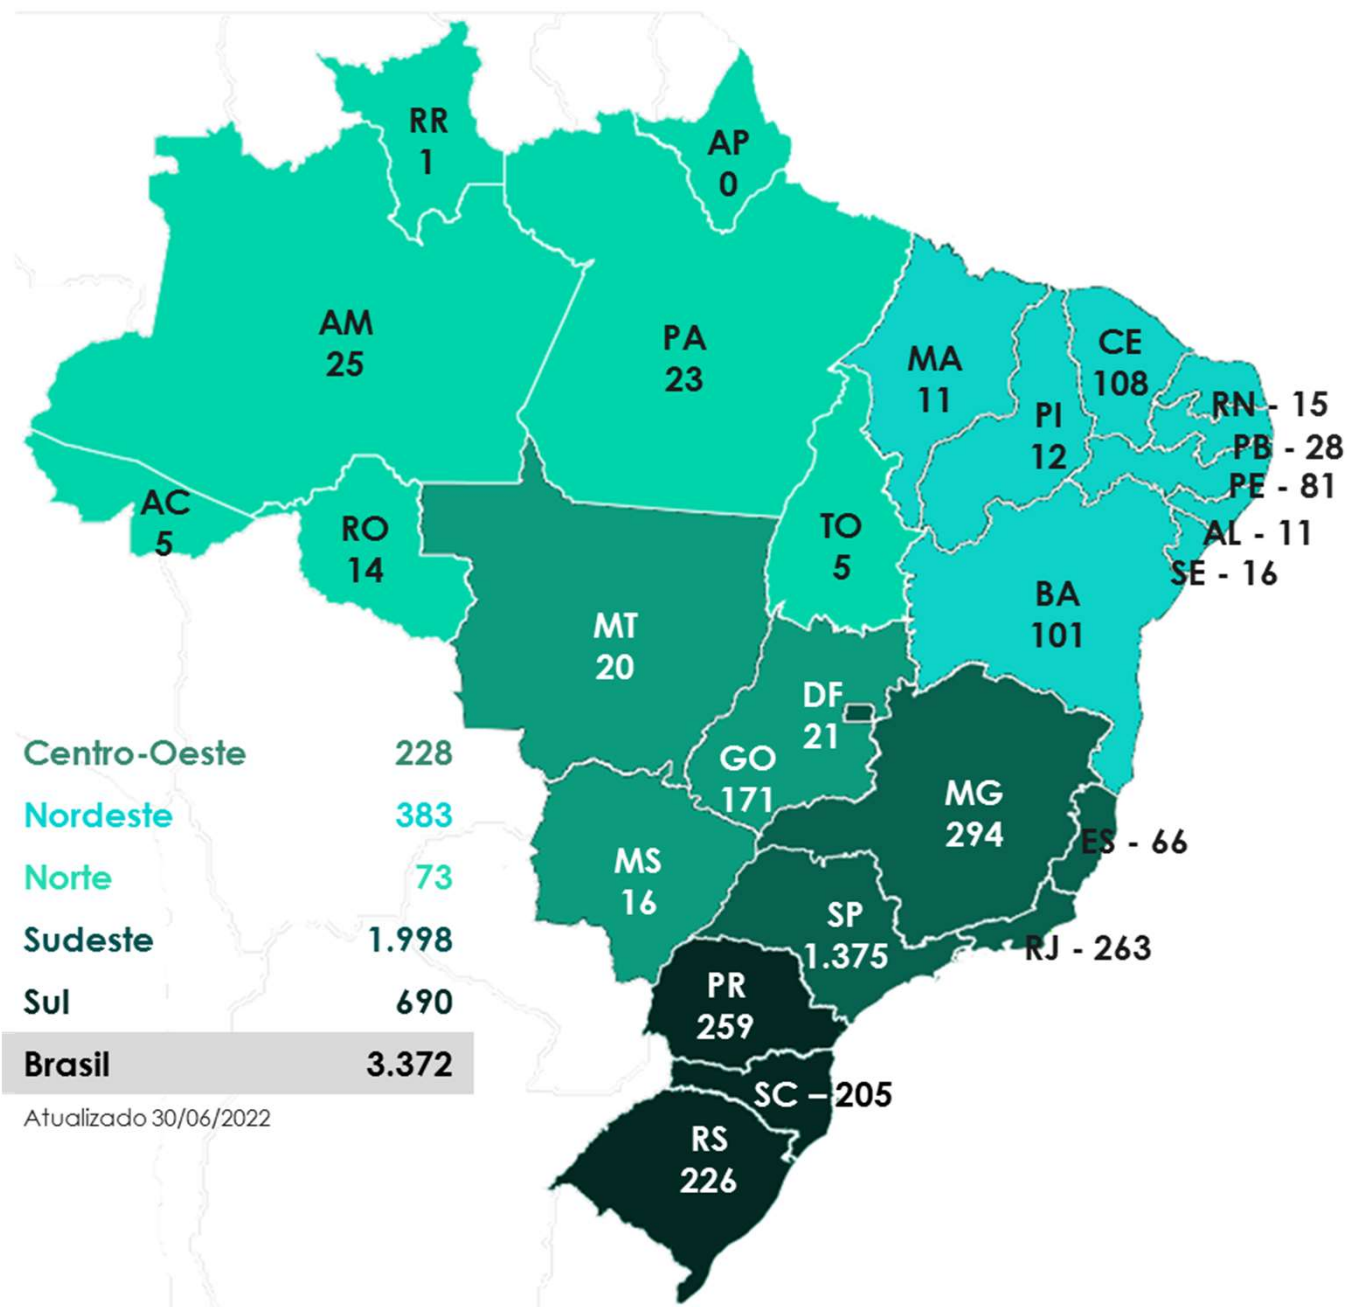 RR
1
AP
0
AM
25
PA
23
MA
11
CE
108
PI
12
RN - 15
PB - 28
PE - 81
AL - 11
SE - 16
AC
5
RO
14
TO
5
BA
101
MT
20
DF
21
GO
171
MG
294
ES - 66
MS
16
SP
1.375
RJ - 263
PR
259
SC – 205
RS
226
Centro-Oeste 228
Nordeste 383
Norte 73
Sudeste 1.998
Sul 690
Brasil 3.372
Atualizado 30/06/2022